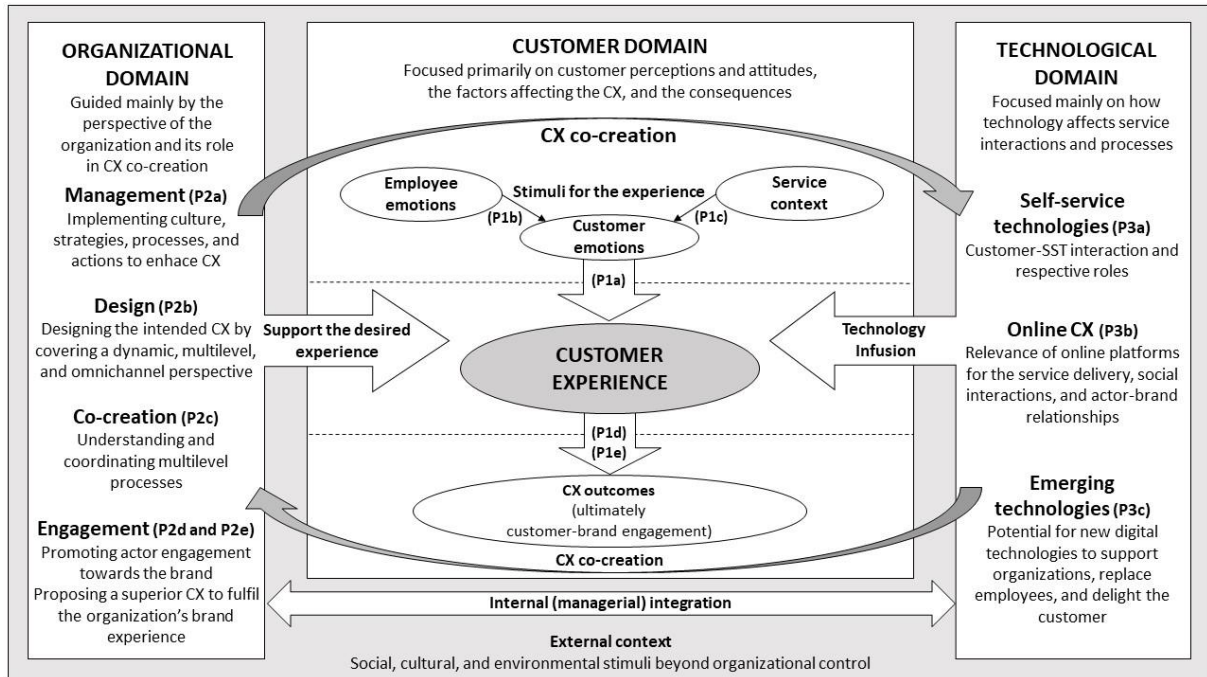 ORGANIZATIONAL
DOMAIN
Guided mainly by the
perspective of the
organization and its role
in CX co-creation
Management (P2a)
Implementing culture,
strategies, processes, and
actions to enhace CX
Design (P2b)
Designing the intended CX by
covering a dynamic, multilevel,
and omnichannel perspective
Co-creation (P2c)
Understanding and
coordinating multilevel
processes
Engagement (P2d and P2e)
Promoting actor engagement
towards the brand
Proposing a superior CX to fulfil
the organization's brand
experience
CUSTOMER DOMAIN
Focused primarily on customer perceptions and attitudes,
the factors affecting the CX, and the consequences
CX co-creation
Employee
emotions
Stimuli for the experience
Service
context
(P1b)
(P1c)
Customer
emotions
(P1a)
Support the desired
experience
CUSTOMER
EXPERIENCE
Technology
Infusion
(P1d)
(P1e)
CX outcomes
(ultimately
customer-brand engagement)
CX co-creation
TECHNOLOGICAL
DOMAIN
Focused mainly on how
technology affects service
interactions and processes
Self-service
technologies (P3a)
Customer-SST interaction and
respective roles
Online CX (P3b)
Relevance of online platforms
for the service delivery, social
interactions, and actor-brand
relationships
Emerging
technologies (P3c)
Potential for new digital
technologies to support
organizations, replace
employees, and delight the
customer
Internal (managerial) integration
External context
Social, cultural, and environmental stimuli beyond organizational control